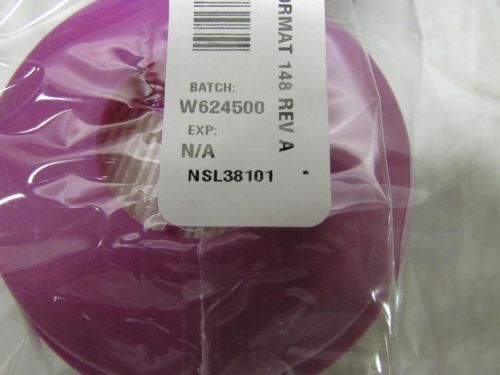 BATCH:
W624500
EXP:
N/A
NSL38101 *
ORMAT 148 REV A